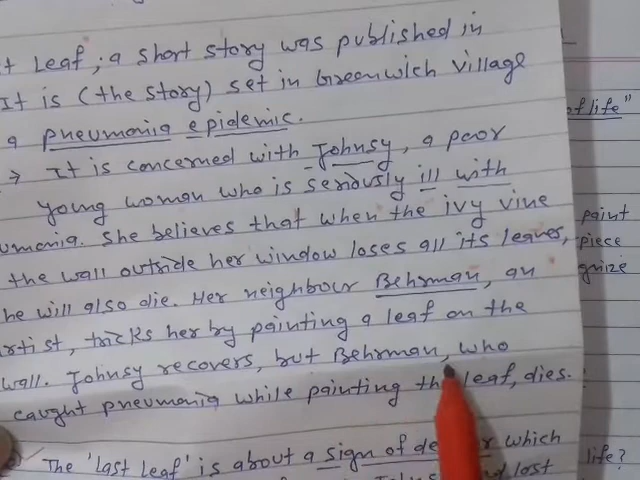 t Leaf; a short story was published in
It is (the story) set in Greenwich Village
a pneumonia epidemic.
→ It is concerned with Johnsy, a poor
young woman who is seriously ill with
umonia. She believes that when the ivy vine
the wall outside her window loses all its leaves,
he will also die. Her neighbour Behrman, an
rtist, tricks her by painting a leaf on the
wall. Johnsy recovers, but Behrman, who
caught pneumonia while painting the leaf, dies.
The 'last leaf' is about a sign of de r which
lost
of life"
paint
piece
gnize
life?